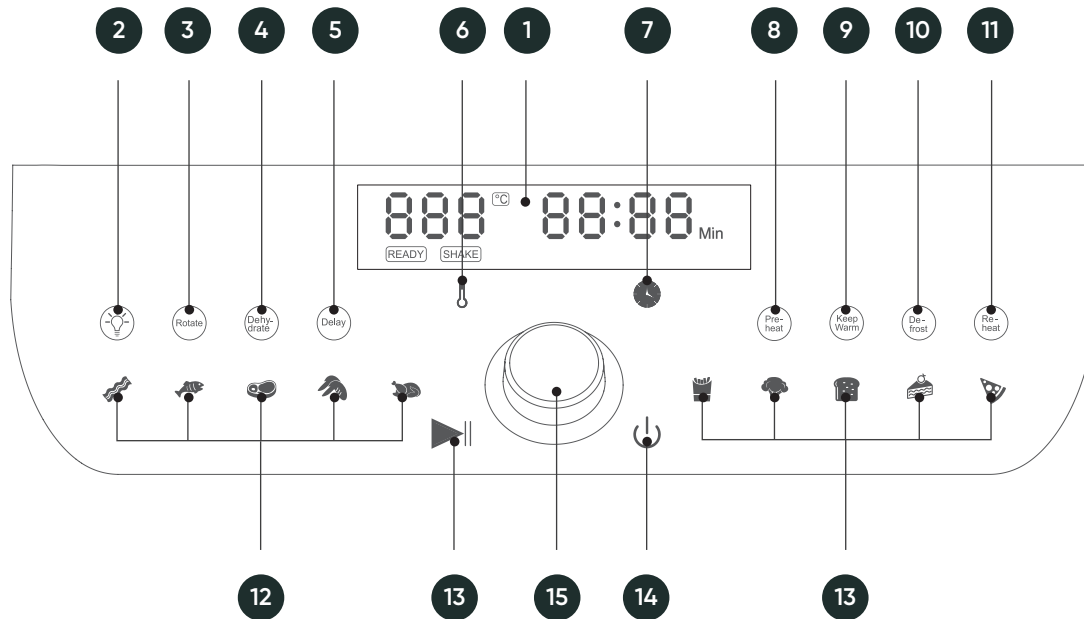 2 3 4 5 6 1 7 8 9 10 11
888 °C 88:88 Min
READY SHAKE
Rotate
Dehy-
drate
Delay
Pre-
heat
Keep
Warm
De-
frost
Re-
heat
12 13 15 14 13